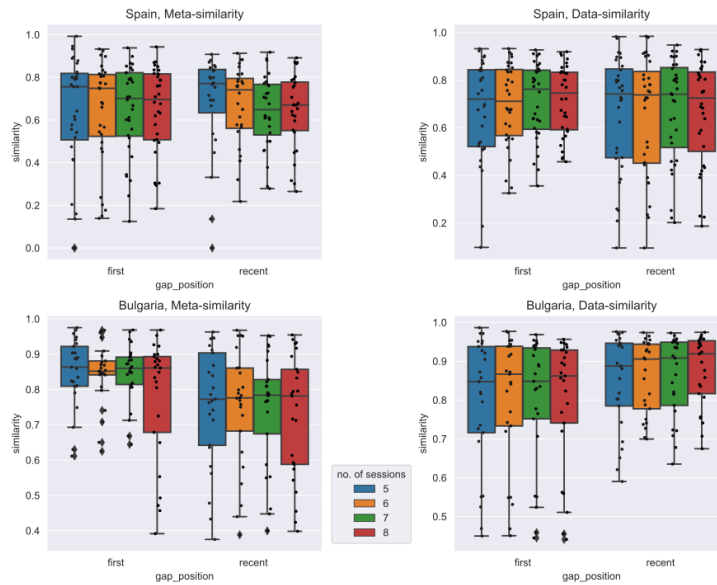 Spain, Meta-similarity
1.0
0.8
0.6
0.4
0.2
0.0
similarity
first
recent
gap_position
Spain, Data-similarity
1.0
0.8
0.6
0.4
0.2
similarity
first
recent
gap_position
Bulgaria, Meta-similarity
1.0
0.9
0.8
0.7
0.6
0.5
0.4
similarity
first
recent
gap_position
no. of sessions
5
6
7
8
Bulgaria, Data-similarity
1.0
0.9
0.8
0.7
0.6
0.5
similarity
first
recent
gap_position